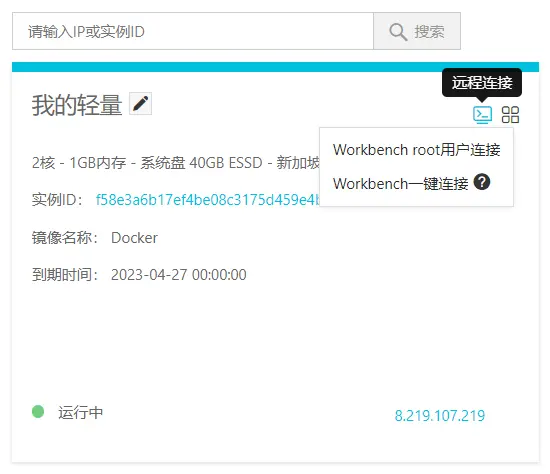 请输入IP或实例ID
搜索
远程连接
我的轻量
Workbench root用户连接
Workbench一键连接
2核 - 1GB内存 - 系统盘 40GB ESSD - 新加坡
实例ID： f58e3a6b17ef4be08c3175d459e4b
镜像名称： Docker
到期时间： 2023-04-27 00:00:00
运行中
8.219.107.219